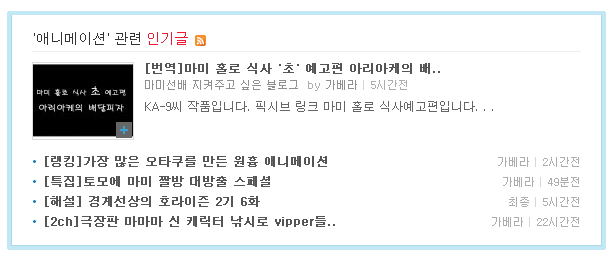 '애니메이션' 관련 인기글
마미 홀로 식사 초 예고편
아리아케의 배달피자
[번역]마미 홀로 식사 '초' 예고편 아리아케의 배..
마미선배 지켜주고 싶은 블로그 by 가베라 | 5시간전
KA-9씨 작품입니다. 픽시브 링크 마미 홀로 식사예고편입니다. . .
[랭킹]가장 많은 오타쿠를 만든 원흉 애니메이션 가베라 | 2시간전
[특집]토모에 마미 짤방 대방출 스페셜 가베라 | 49분전
[해설] 경계선상의 호라이즌 2기 6화 최종 | 5시간전
[2ch]극장판 마마마 신 캐릭터 낚시로 vipper들.. 가베라 | 22시간전